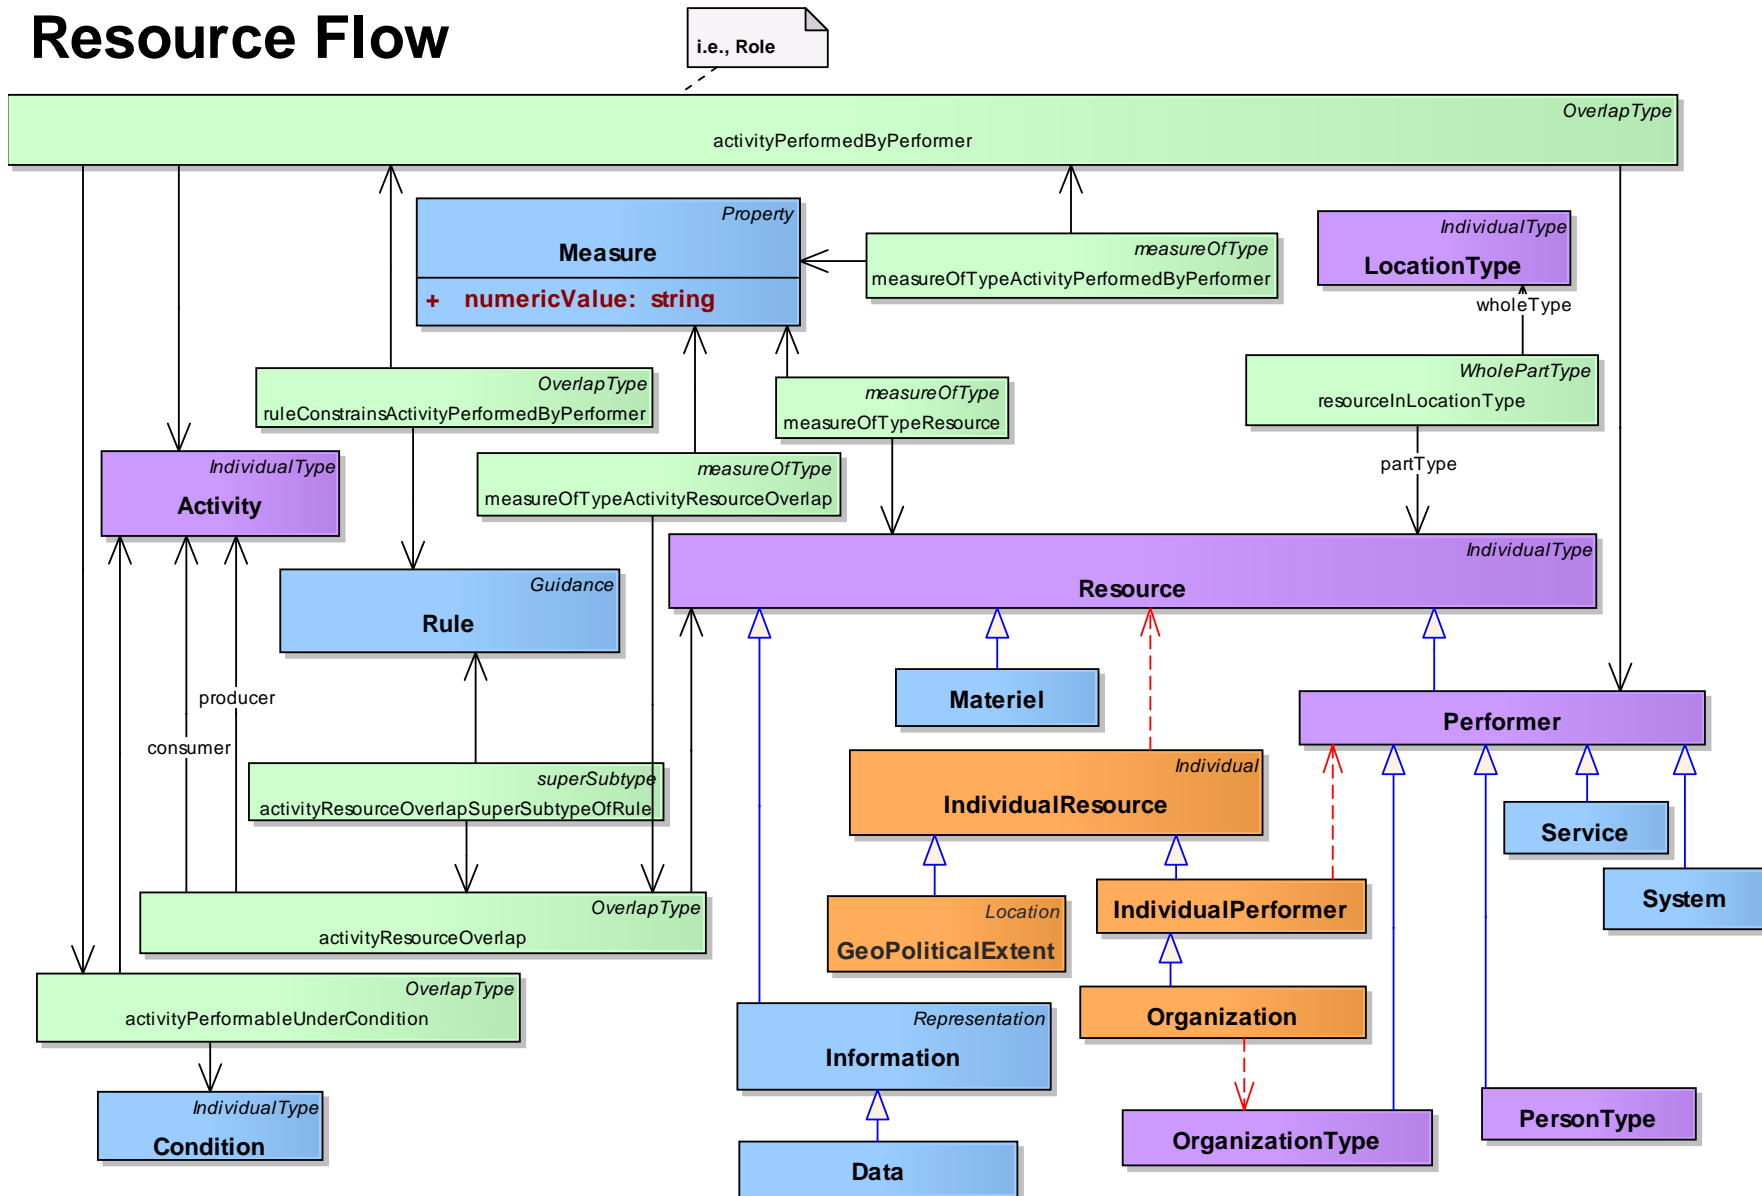 Resource Flow
i.e., Role
OverlapType
activityPerformedByPerformer
Property
Measure
+ numericValue: string
measureOfType
measureOfTypeActivityPerformedByPerformer
IndividualType
LocationType
wholeType
OverlapType
ruleConstrainsActivityPerformedByPerformer
measureOfType
measureOfTypeResource
WholePartType
resourceInLocationType
partType
IndividualType
Activity
measureOfType
measureOfTypeActivityResourceOverlap
IndividualType
Resource
Guidance
Rule
producer
consumer
Materiel
Performer
superSubtype
activityResourceOverlapSuperSubtypeOfRule
Individual
IndividualResource
Service
System
OverlapType
activityResourceOverlap
Location
GeoPoliticalExtent
IndividualPerformer
OverlapType
activityPerformableUnderCondition
Organization
Representation
Information
IndividualType
Condition
OrganizationType
PersonType
Data